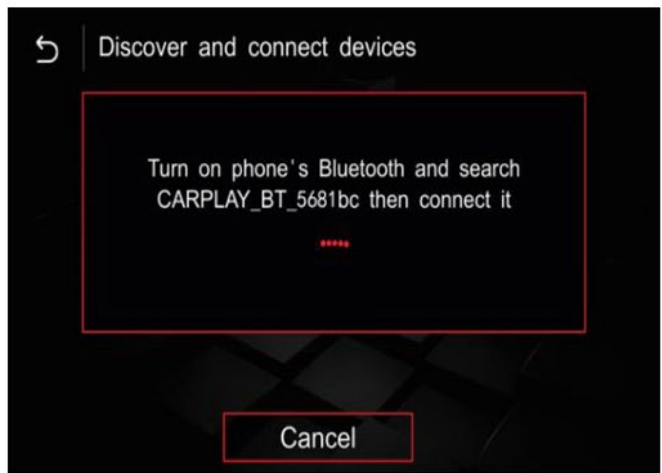 Discover and connect devices
Turn on phone's Bluetooth and search
CARPLAY_BT_5681bc then connect it
Cancel